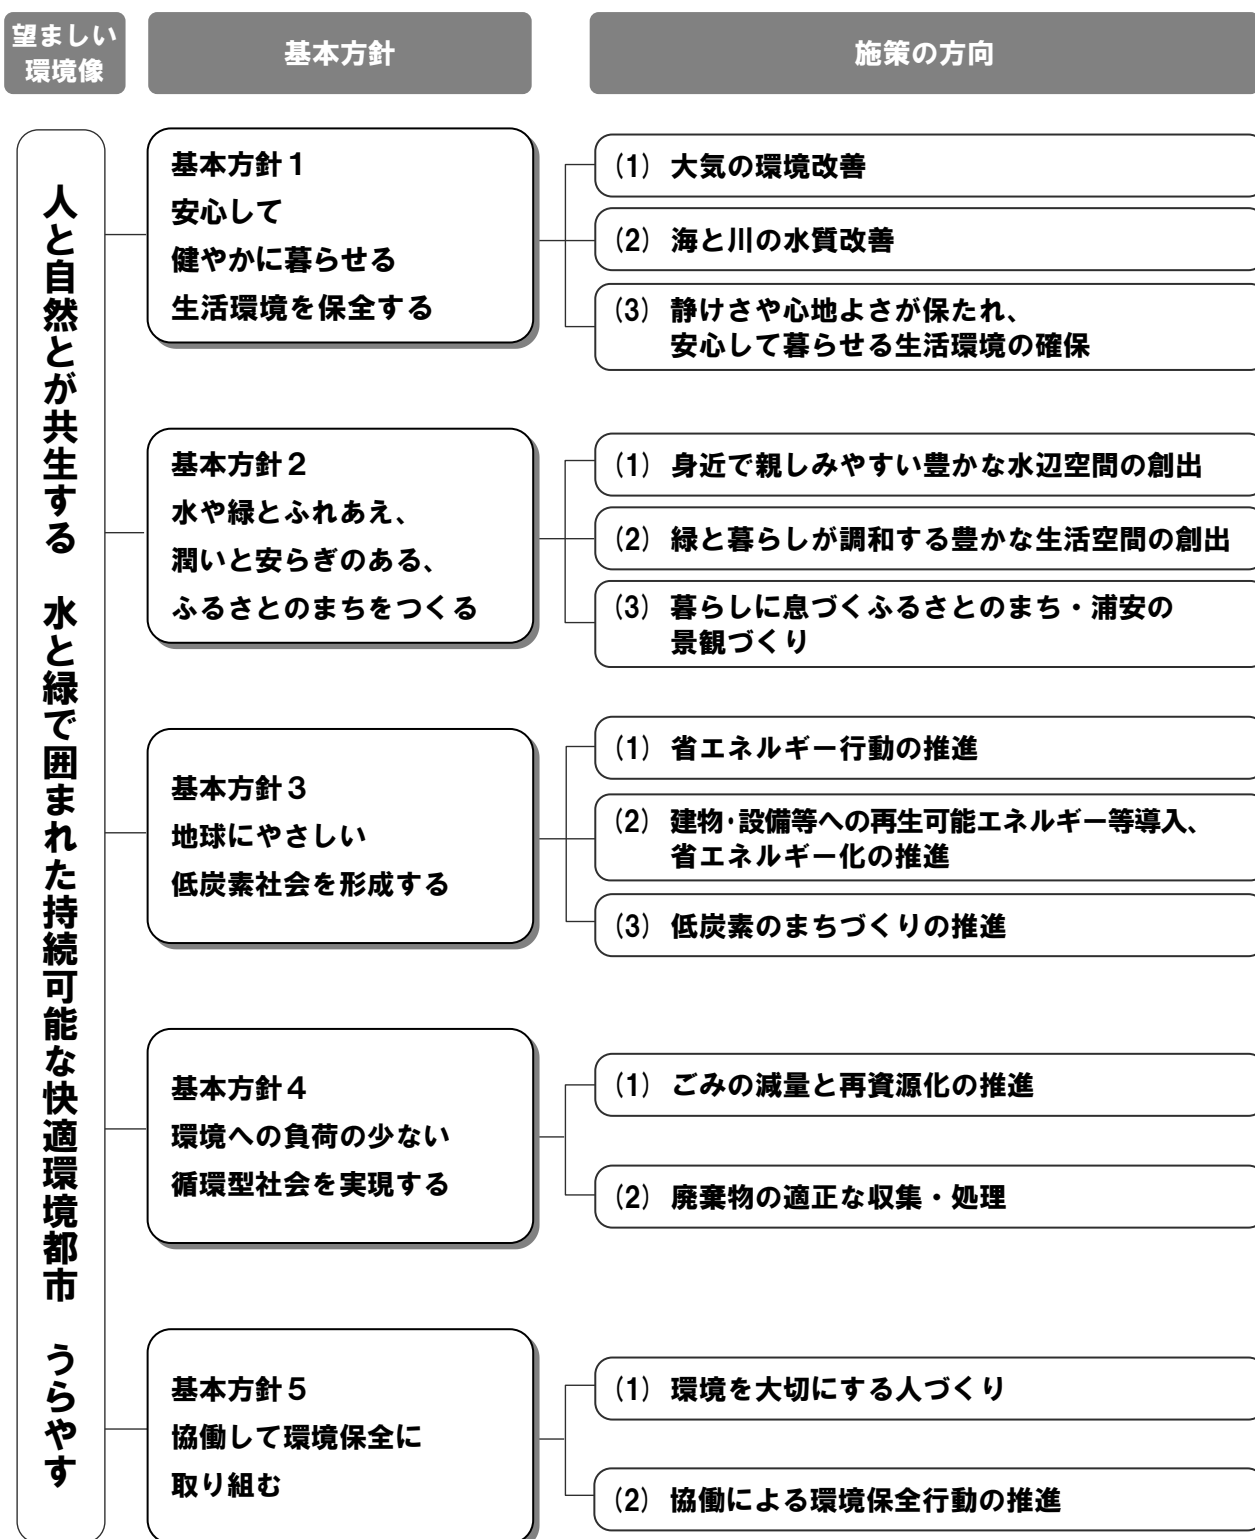 望ましい
環境像
基本方針
施策の方向
人と自然とが共生する　水と緑で囲まれた持続可能な快適環境都市　うらやす
基本方針1
安心して
健やかに暮らせる
生活環境を保全する
(1) 大気の環境改善
(2) 海と川の水質改善
(3) 静けさや心地よさが保たれ、
安心して暮らせる生活環境の確保
基本方針2
水や緑とふれあえ、
潤いと安らぎのある、
ふるさとのまちをつくる
(1) 身近で親しみやすい豊かな水辺空間の創出
(2) 緑と暮らしが調和する豊かな生活空間の創出
(3) 暮らしに息づくふるさとのまち・浦安の
景観づくり
基本方針3
地球にやさしい
低炭素社会を形成する
(1) 省エネルギー行動の推進
(2) 建物･設備等への再生可能エネルギー等導入、
省エネルギー化の推進
(3) 低炭素のまちづくりの推進
基本方針4
環境への負荷の少ない
循環型社会を実現する
(1) ごみの減量と再資源化の推進
(2) 廃棄物の適正な収集・処理
基本方針5
協働して環境保全に
取り組む
(1) 環境を大切にする人づくり
(2) 協働による環境保全行動の推進